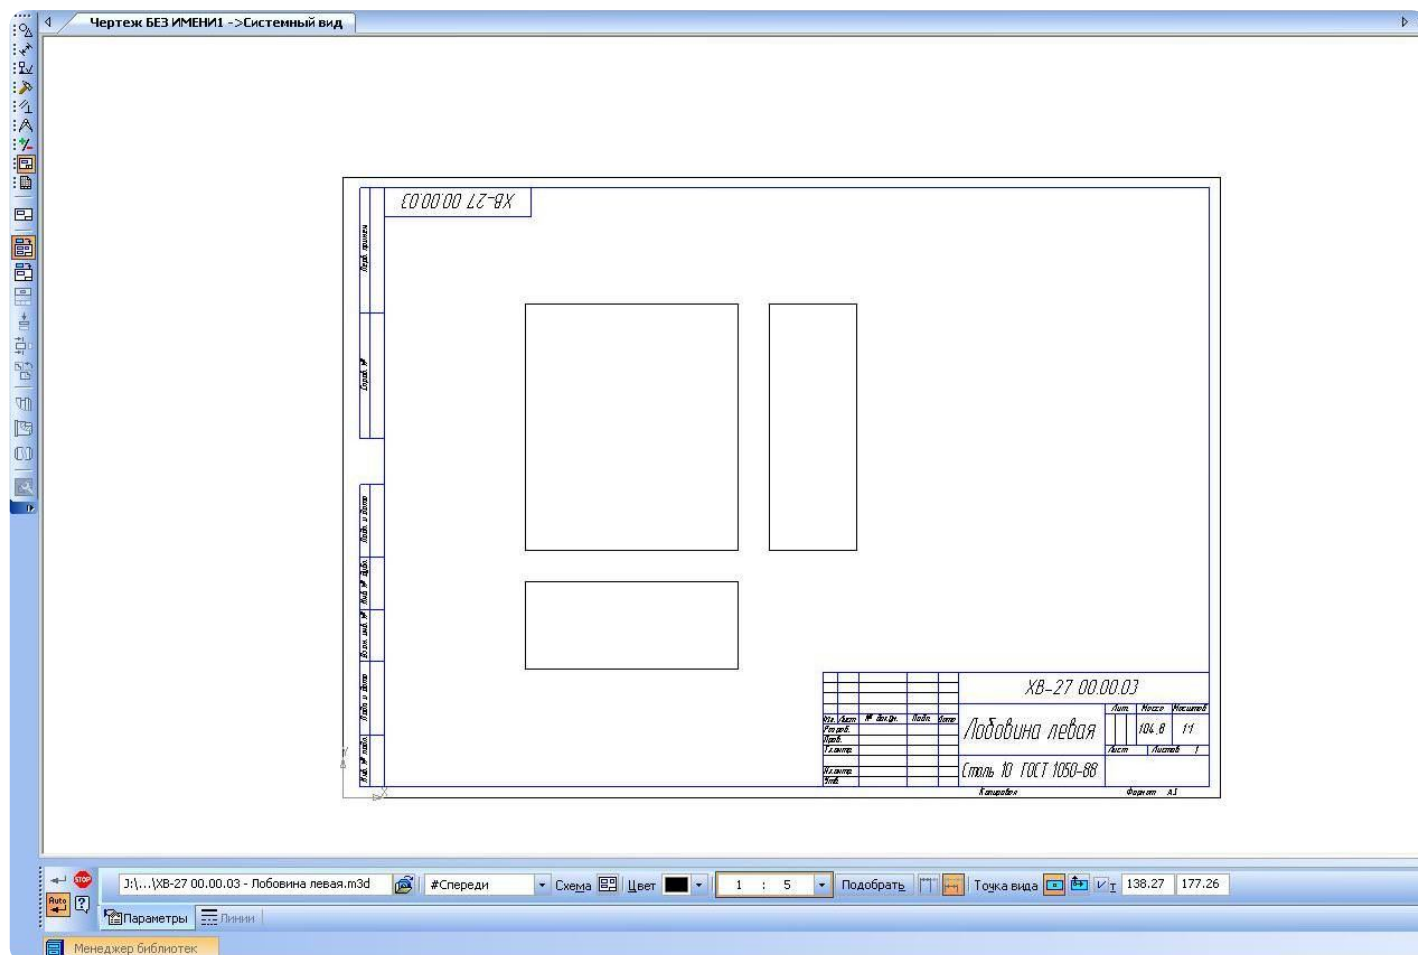 Чертеж БЕЗ ИМЕНИ1 ->Системный вид
ХВ-27 00.00.03
Перв. примен.
Справ. №
Подп. и дата
Инв. № дубл.
Взам. инв. №
Подп. и дата
Инв. № подл.
ХВ-27 00.00.03
Лит. Масса Масштаб
Изм. Лист № докум. Подп. Дата
Разраб.
Пров.
Т.контр.
Лобовина левая
104,8 1:1
Лист Листов 1
Н.контр.
Утв.
Сталь 10 ГОСТ 1050-88
Копировал Формат А3
Y
X
STOP
J:\...\ХВ-27 00.00.03 - Лобовина левая.m3d
#Спереди
Схема
Цвет
1 : 5
Подобрать
Точка вида
т 138.27 177.26
Auto
Параметры
Линии
Менеджер библиотек